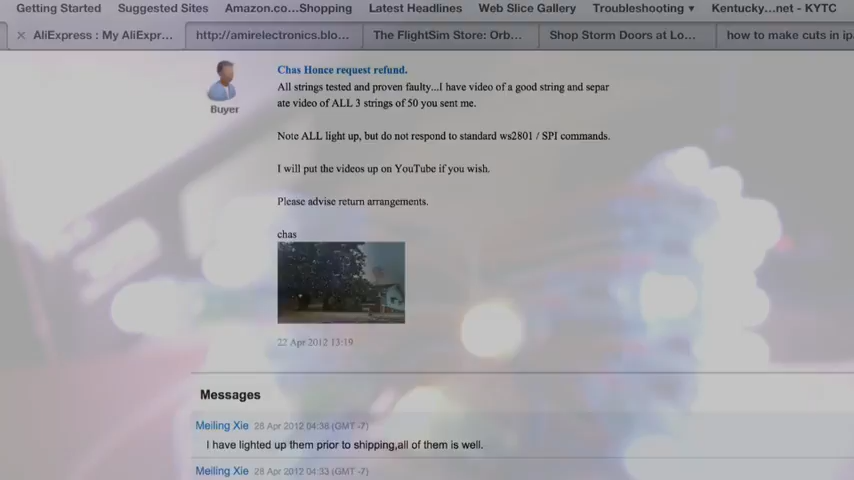 Getting Started Suggested Sites Amazon.co...Shopping Latest Headlines Web Slice Gallery Troubleshooting ▾ Kentucky...net - KYTC
× AliExpress : My AliExpr... http://amirelectronics.blo... The FlightSim Store: Orb... Shop Storm Doors at Lo... how to make cuts in ip
Chas Honce request refund.
All strings tested and proven faulty...I have video of a good string and separ
ate video of ALL 3 strings of 50 you sent me.
Buyer
Note ALL light up, but do not respond to standard ws2801 / SPI commands.
I will put the videos up on YouTube if you wish.
Please advise return arrangements.
chas
22 Apr 2012 13:19
Messages
Meiling Xie 28 Apr 2012 04:38 (GMT -7)
I have lighted up them prior to shipping,all of them is well.
Meiling Xie 28 Apr 2012 04:33 (GMT -7)